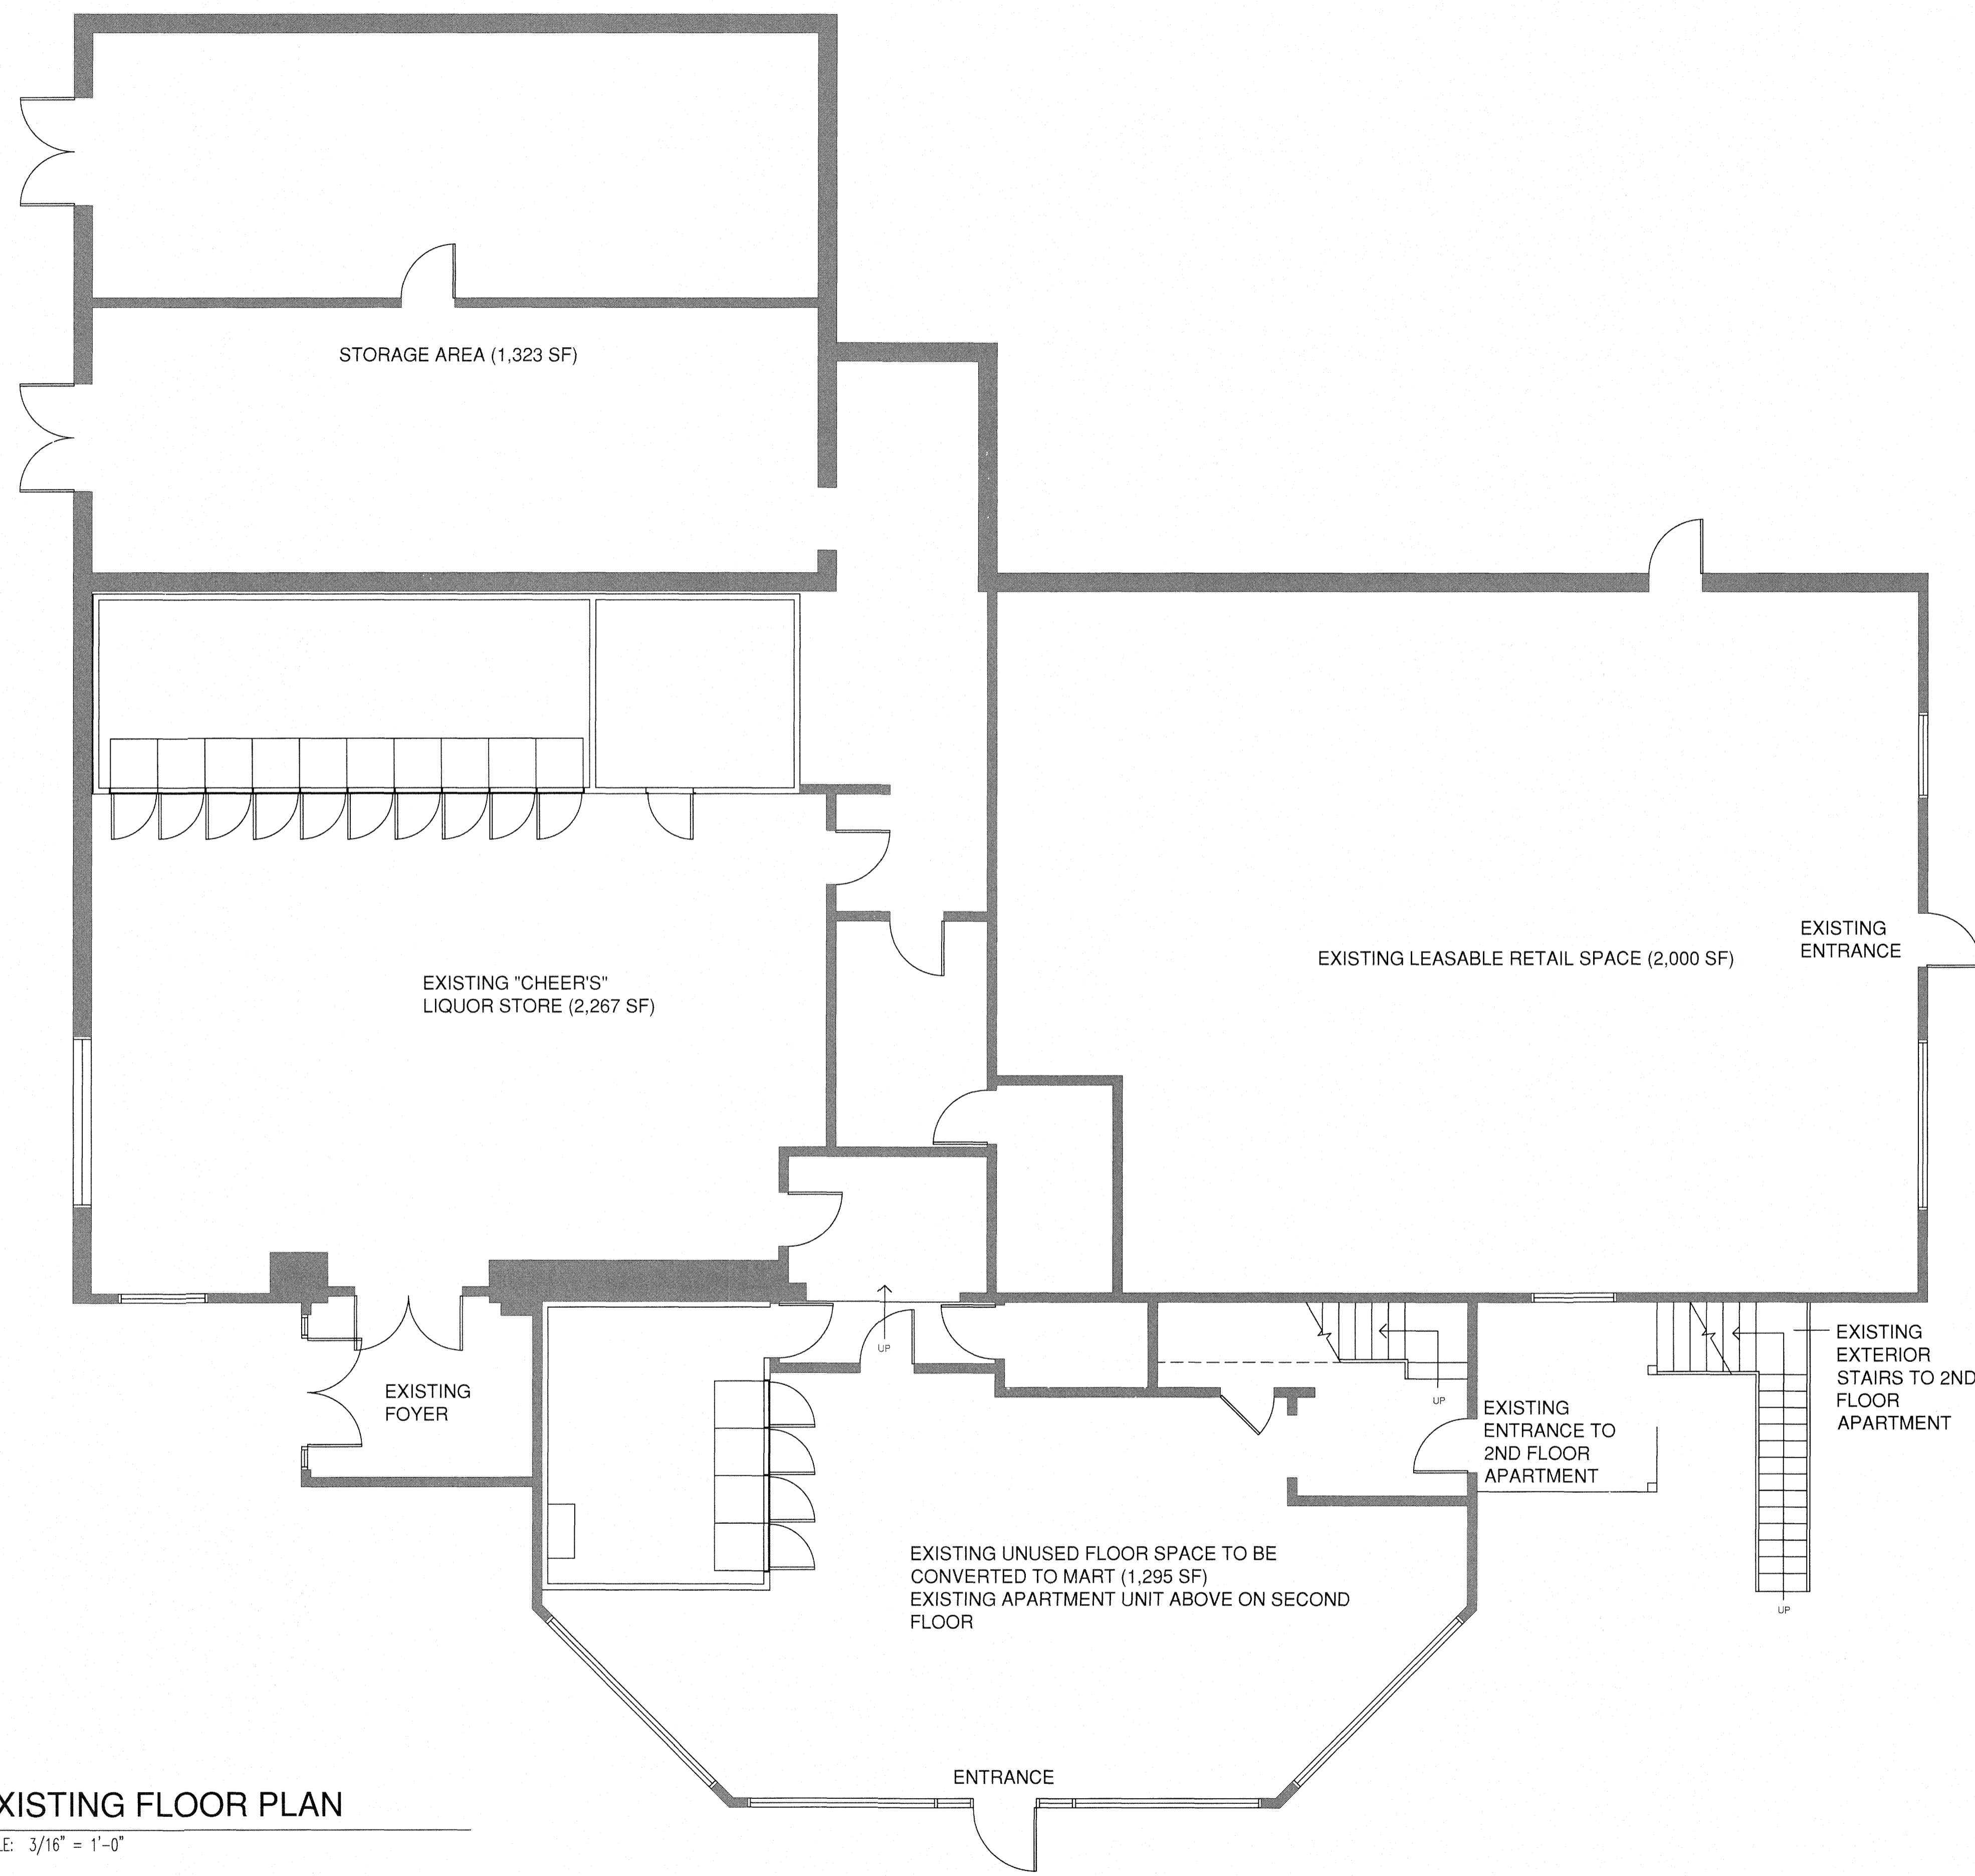 STORAGE AREA (1,323 SF)
EXISTING "CHEER'S"
LIQUOR STORE (2,267 SF)
EXISTING LEASABLE RETAIL SPACE (2,000 SF)
EXISTING
ENTRANCE
UP
EXISTING
FOYER
UP
EXISTING
ENTRANCE TO
2ND FLOOR
APARTMENT
EXISTING
EXTERIOR
STAIRS TO 2ND
FLOOR
APARTMENT
UP
EXISTING UNUSED FLOOR SPACE TO BE
CONVERTED TO MART (1,295 SF)
EXISTING APARTMENT UNIT ABOVE ON SECOND
FLOOR
ENTRANCE
XISTING FLOOR PLAN
LE: 3/16" = 1'-0"